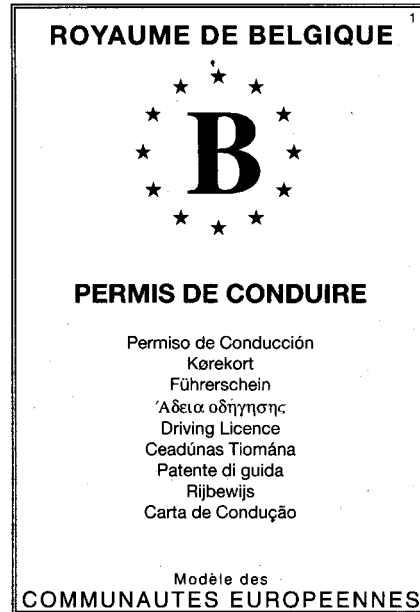 1
ROYAUME DE BELGIQUE
B
PERMIS DE CONDUIRE
Permiso de Conducción
Kørekort
Führerschein
Άδεια οδήγησης
Driving Licence
Ceadúnas Tiomána
Patente di guida
Rijbewijs
Carta de Condução
Modèle des
COMMUNAUTES EUROPEENNES